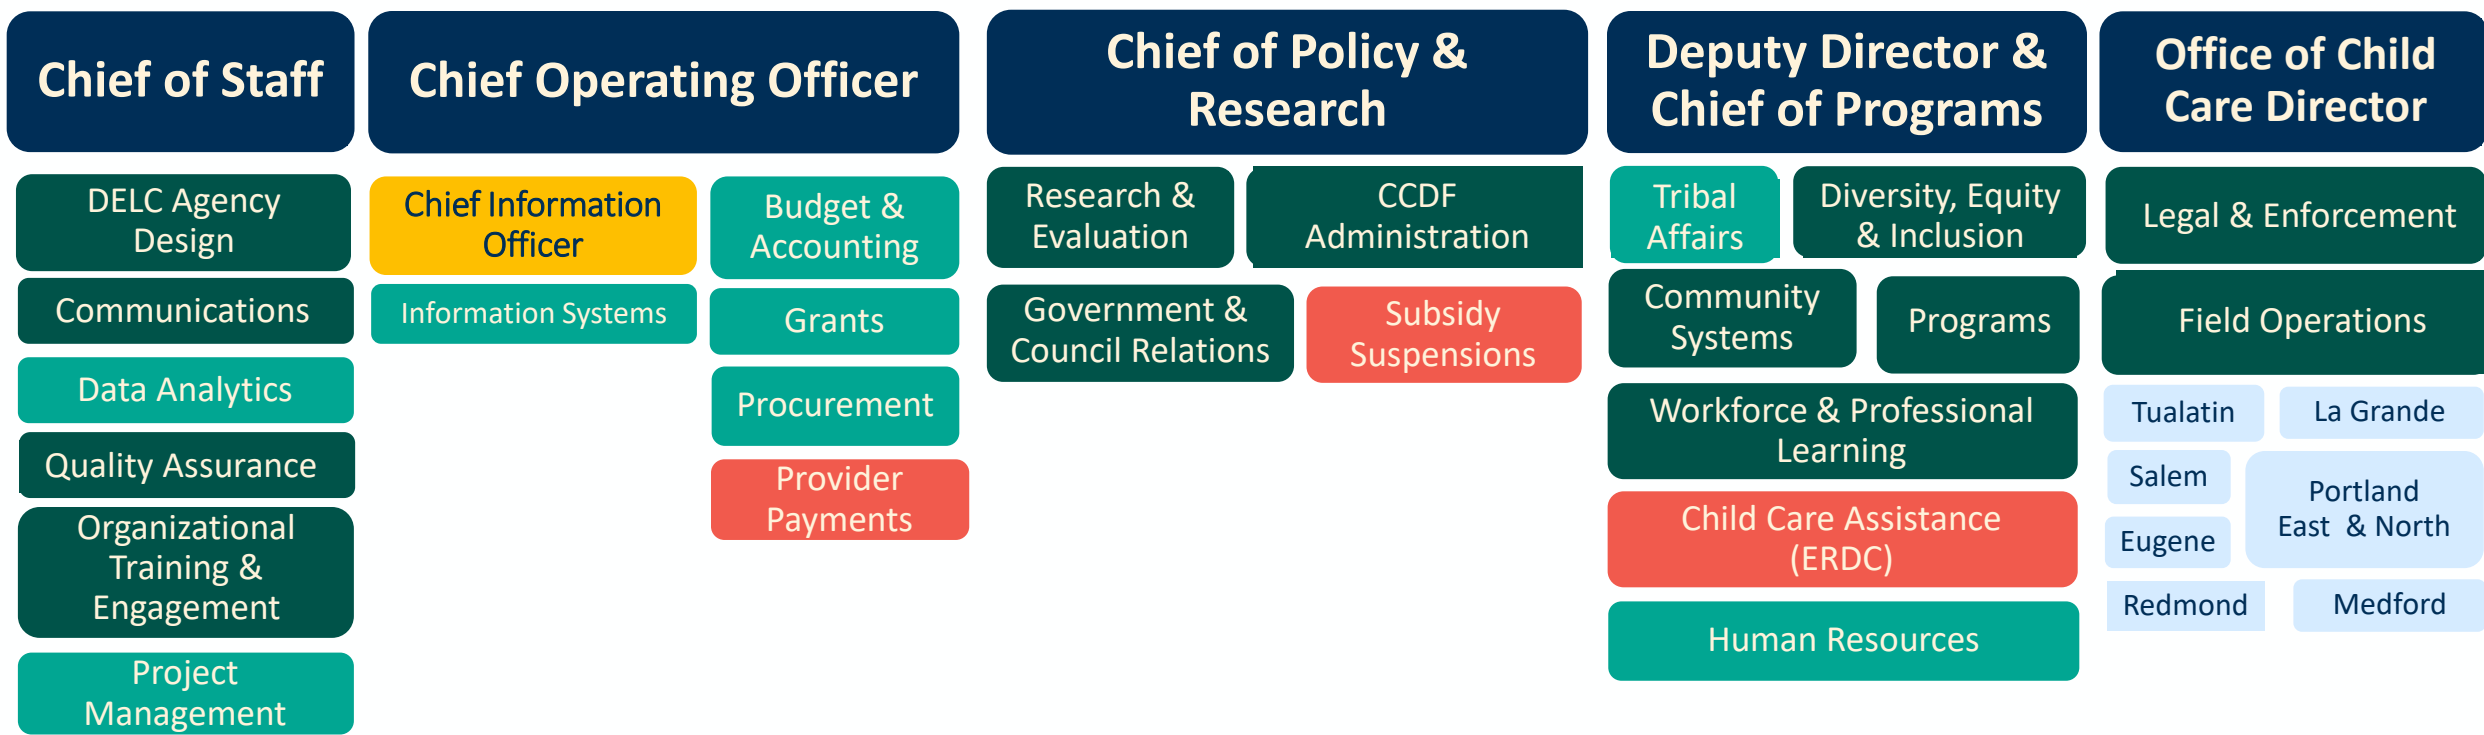 Chief of Staff
DELC Agency
Design
Communications
Data Analytics
Quality Assurance
Organizational
Training &
Engagement
Project
Management
Chief Operating Officer
Chief Information
Officer
Information Systems
Budget &
Accounting
Grants
Procurement
Provider
Payments
Chief of Policy &
Research
Research &
Evaluation
CCDF
Administration
Government &
Council Relations
Subsidy
Suspensions
Deputy Director &
Chief of Programs
Tribal
Affairs
Diversity, Equity
& Inclusion
Community
Systems
Programs
Workforce & Professional
Learning
Child Care Assistance
(ERDC)
Human Resources
Office of Child
Care Director
Legal & Enforcement
Field Operations
Tualatin
La Grande
Salem
Portland
East & North
Eugene
Redmond
Medford